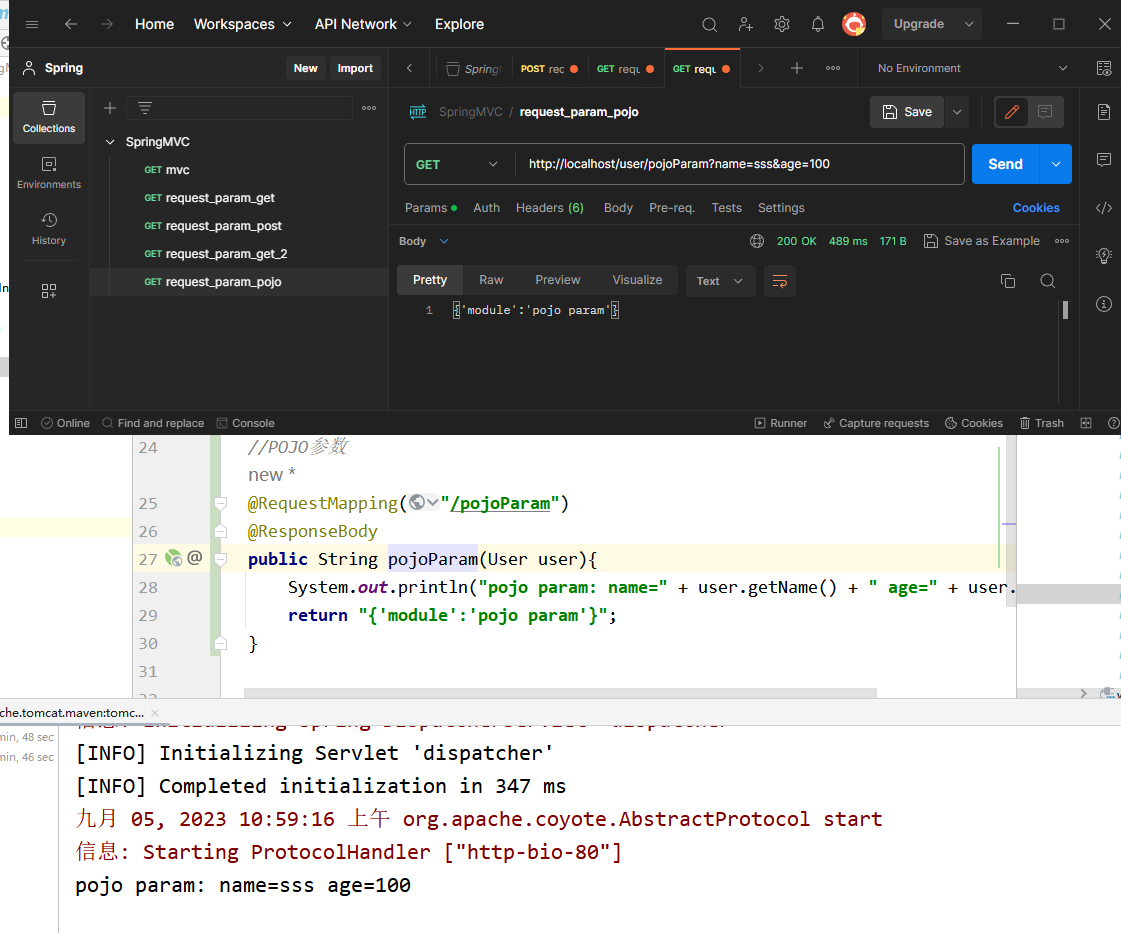 Home Workspaces API Network Explore Upgrade
Spring New Import Spring POST rec GET requ GET requ No Environment
Collections
Environments
History
SpringMVC
GET mvc
GET request_param_get
GET request_param_post
GET request_param_get_2
GET request_param_pojo
HTTP SpringMVC / request_param_pojo Save
GET http://localhost/user/pojoParam?name=sss&age=100 Send
Params Auth Headers (6) Body Pre-req. Tests Settings Cookies
Body 200 OK 489 ms 171 B Save as Example
Pretty Raw Preview Visualize Text
1 {'module':'pojo param'}
Online Find and replace Console Runner Capture requests Cookies Trash
24 //POJO参数
new *
25 @RequestMapping("/pojoParam")
26 @ResponseBody
27 @ public String pojoParam(User user){
28 System.out.println("pojo param: name=" + user.getName() + " age=" + user.
29 return "{'module':'pojo param'}";
30 }
31
che.tomcat.maven:tomc...
min, 48 sec
min, 46 sec
[INFO] Initializing Servlet 'dispatcher'
[INFO] Completed initialization in 347 ms
九月 05, 2023 10:59:16 上午 org.apache.coyote.AbstractProtocol start
信息: Starting ProtocolHandler ["http-bio-80"]
pojo param: name=sss age=100